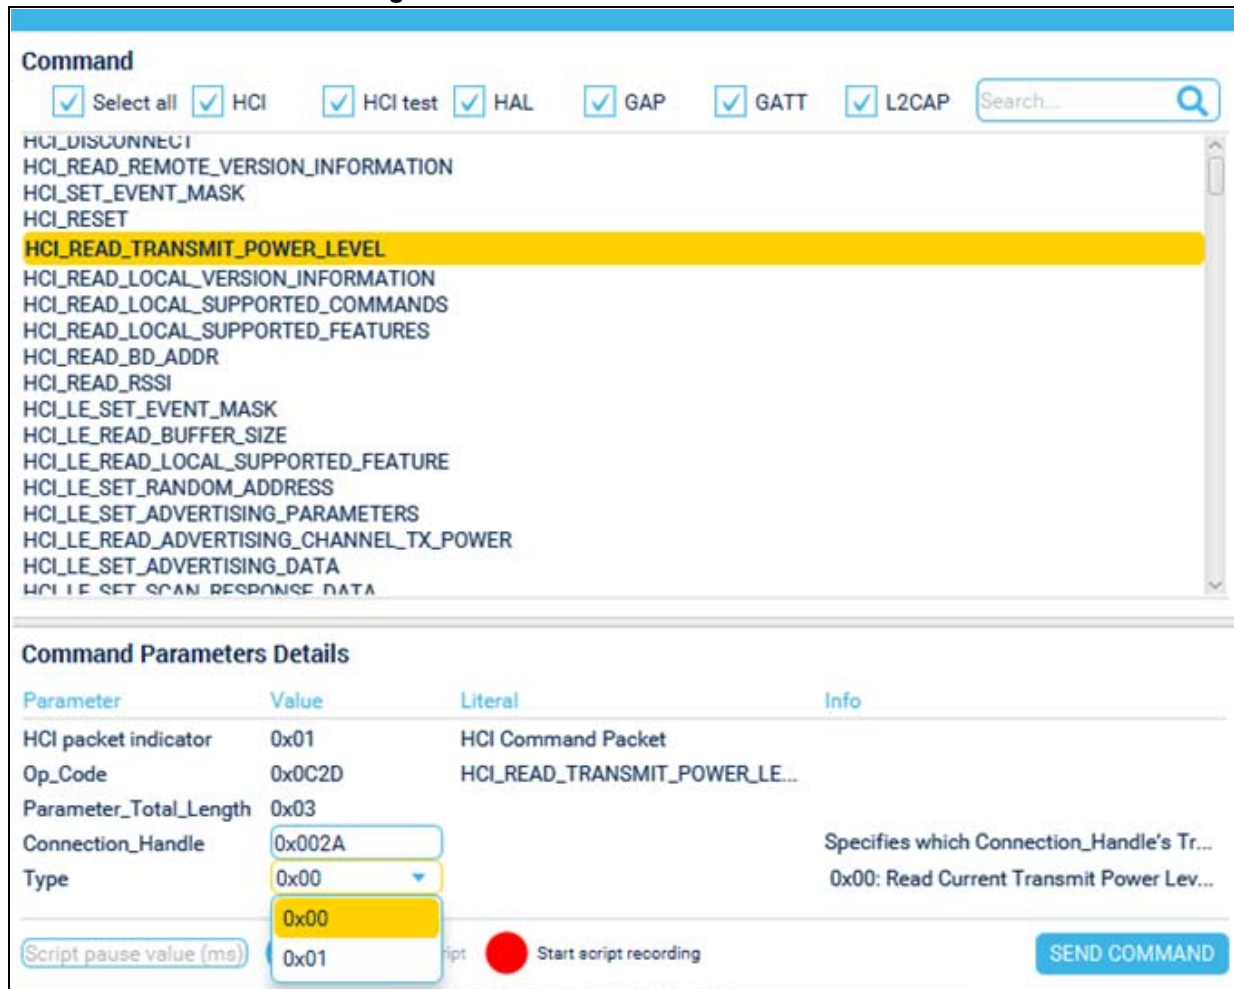 Command
Select all HCI HCI test HAL GAP GATT L2CAP Search...
HCI_DISCONNECT
HCI_READ_REMOTE_VERSION_INFORMATION
HCI_SET_EVENT_MASK
HCI_RESET
HCI_READ_TRANSMIT_POWER_LEVEL
HCI_READ_LOCAL_VERSION_INFORMATION
HCI_READ_LOCAL_SUPPORTED_COMMANDS
HCI_READ_LOCAL_SUPPORTED_FEATURES
HCI_READ_BD_ADDR
HCI_READ_RSSI
HCI_LE_SET_EVENT_MASK
HCI_LE_READ_BUFFER_SIZE
HCI_LE_READ_LOCAL_SUPPORTED_FEATURE
HCI_LE_SET_RANDOM_ADDRESS
HCI_LE_SET_ADVERTISING_PARAMETERS
HCI_LE_READ_ADVERTISING_CHANNEL_TX_POWER
HCI_LE_SET_ADVERTISING_DATA
HCI_LE_SET_SCAN_RESPONSE_DATA
Command Parameters Details
Parameter Value Literal Info
HCI packet indicator 0x01 HCI Command Packet
Op_Code 0x0C2D HCI_READ_TRANSMIT_POWER_LE...
Parameter_Total_Length 0x03
Connection_Handle 0x002A Specifies which Connection_Handle's Tr...
Type 0x00 0x00: Read Current Transmit Power Lev...
0x00
Script pause value (ms) ipt Start script recording SEND COMMAND
0x01